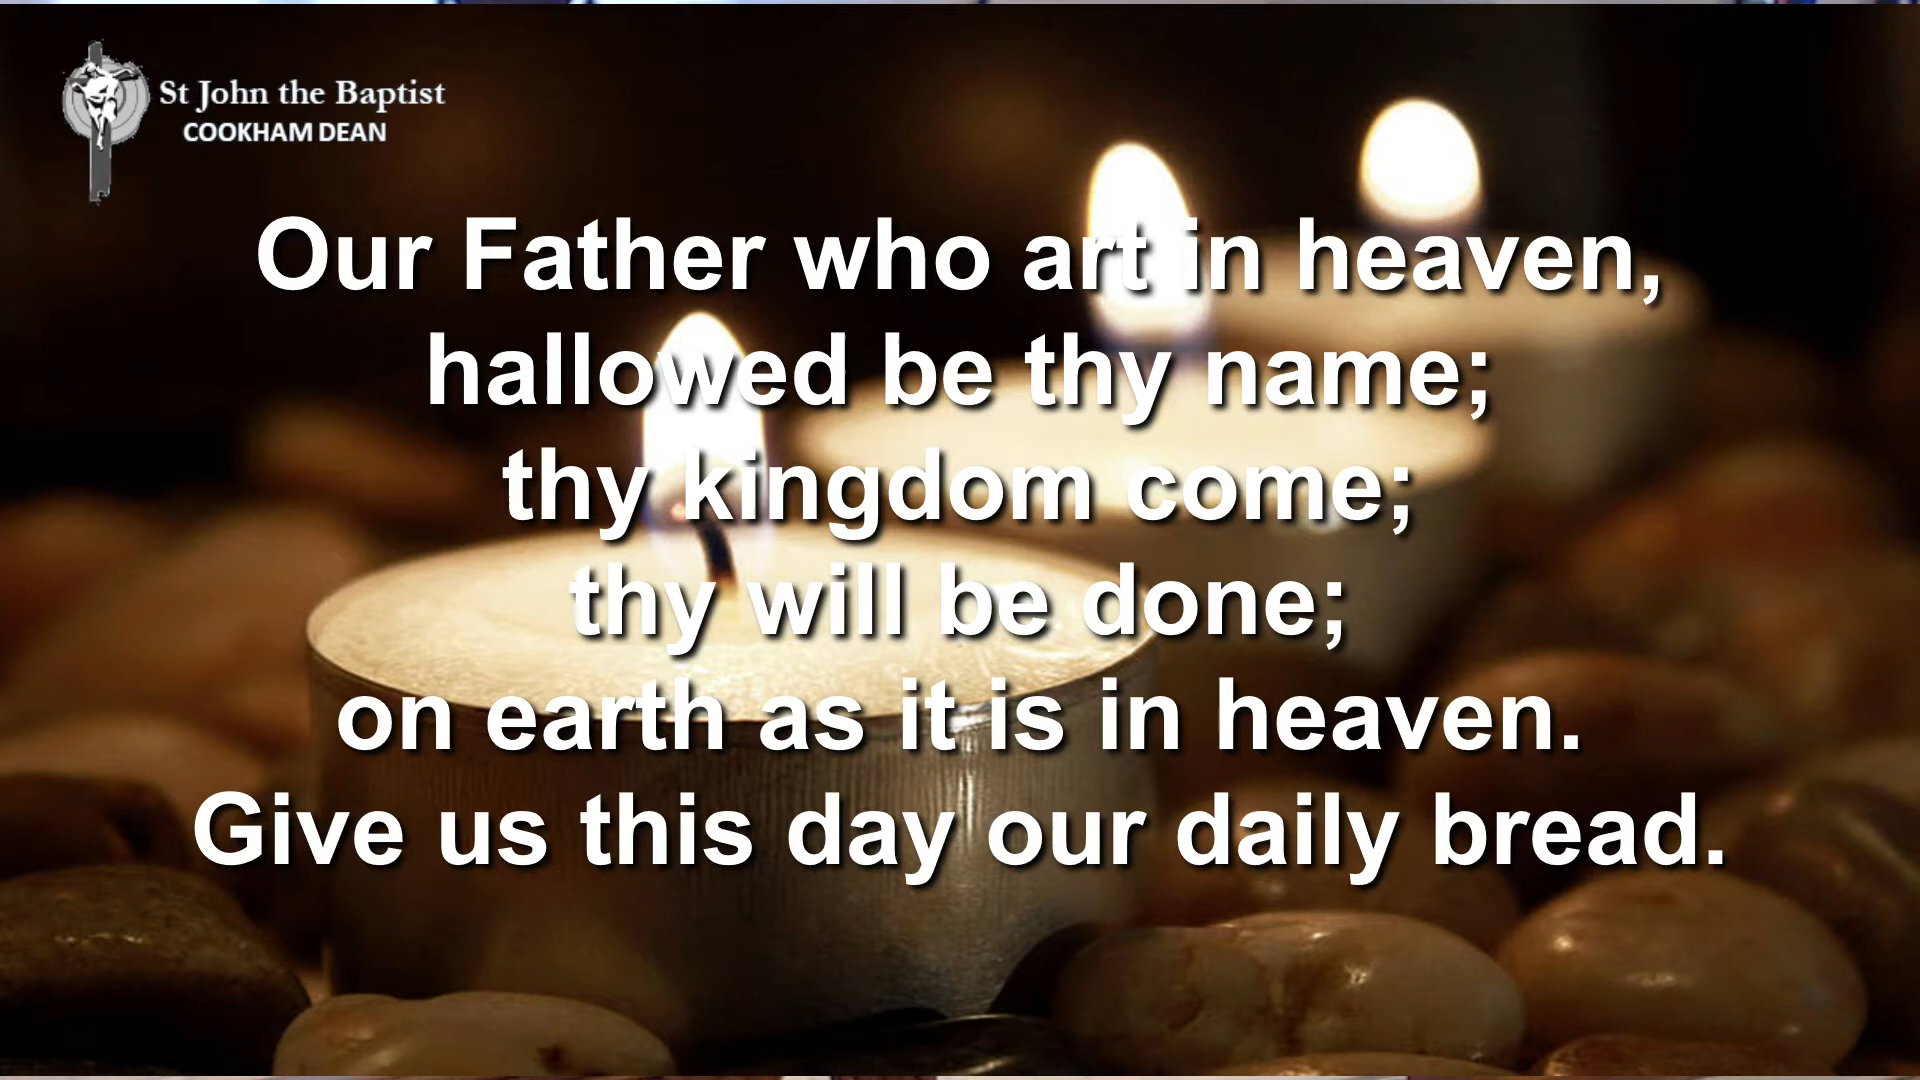 St John the Baptist
COOKHAM DEAN
Our Father who art in heaven,
hallowed be thy name;
thy kingdom come;
thy will be done;
on earth as it is in heaven.
Give us this day our daily bread.